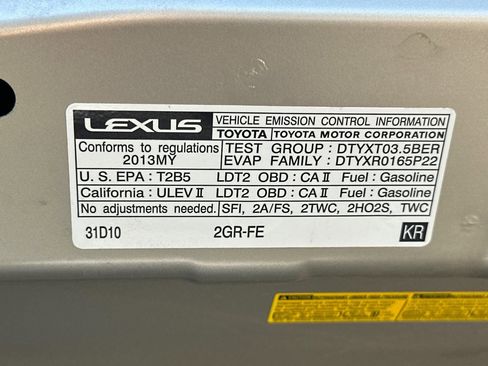 LEXUS VEHICLE EMISSION CONTROL INFORMATION
TOYOTA TOYOTA MOTOR CORPORATION
Conforms to regulations TEST GROUP : DTYXT03.5BER
2013MY EVAP FAMILY : DTYXR0165P22
U. S. EPA : T2B5 LDT2 OBD : CA II Fuel : Gasoline
California : ULEV II LDT2 OBD : CA II Fuel : Gasoline
No adjustments needed. SFI, 2A/FS, 2TWC, 2HO2S, TWC
31D10 2GR-FE KR